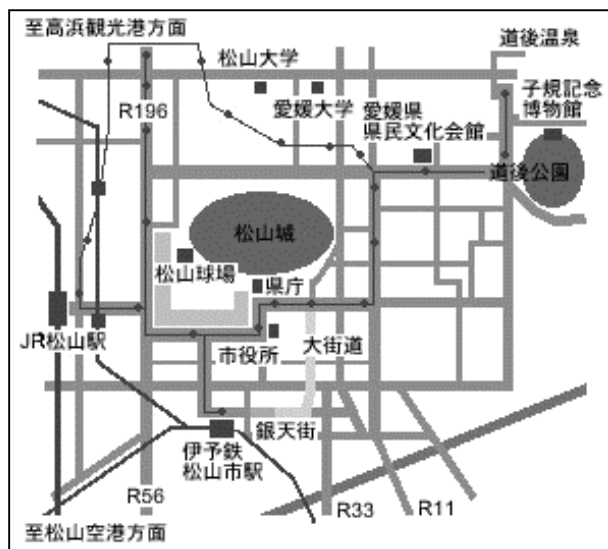 至高浜観光港方面
松山大学
道後温泉
子規記念
博物館
R196
愛媛大学
愛媛県
県民文化会館
道後公園
松山城
松山球場
県庁
JR松山駅
市役所
大街道
銀天街
伊予鉄
松山市駅
R56
R33
R11
至松山空港方面